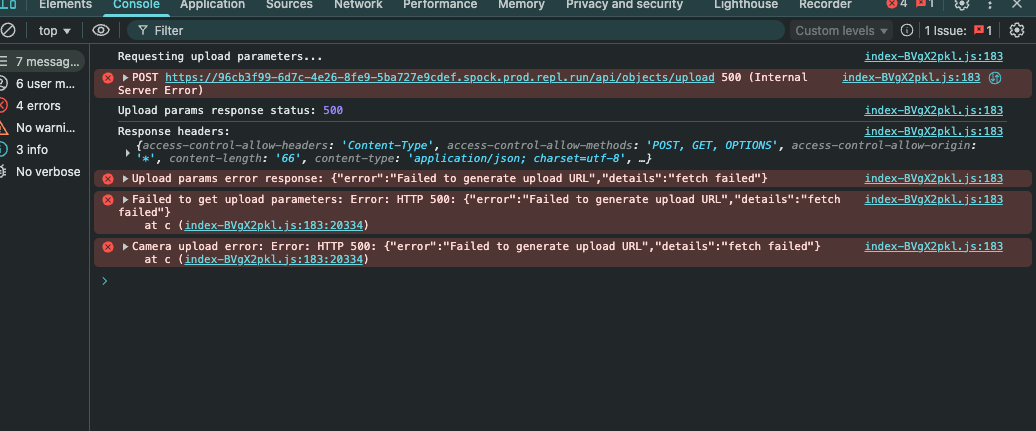 Elements Console Sources Network Performance Memory Privacy and security Lighthouse Recorder 4 1
top Filter Custom levels 1 Issue: 1
7 messag...
6 user m...
4 errors
No warni...
3 info
No verbose
Requesting upload parameters... index-BVgX2pkl.js:183
POST https://96cb3f99-6d7c-4e26-8fe9-5ba727e9cdef.spock.prod.repl.run/api/objects/upload 500 (Internal index-BVgX2pkl.js:183
Server Error)
Upload params response status: 500 index-BVgX2pkl.js:183
Response headers: index-BVgX2pkl.js:183
{access-control-allow-headers: 'Content-Type', access-control-allow-methods: 'POST, GET, OPTIONS', access-control-allow-origin:
'*', content-length: '66', content-type: 'application/json; charset=utf-8', …}
Upload params error response: {"error":"Failed to generate upload URL","details":"fetch failed"} index-BVgX2pkl.js:183
Failed to get upload parameters: Error: HTTP 500: {"error":"Failed to generate upload URL","details":"fetch index-BVgX2pkl.js:183
failed"}
at c (index-BVgX2pkl.js:183:20334)
Camera upload error: Error: HTTP 500: {"error":"Failed to generate upload URL","details":"fetch failed"} index-BVgX2pkl.js:183
at c (index-BVgX2pkl.js:183:20334)